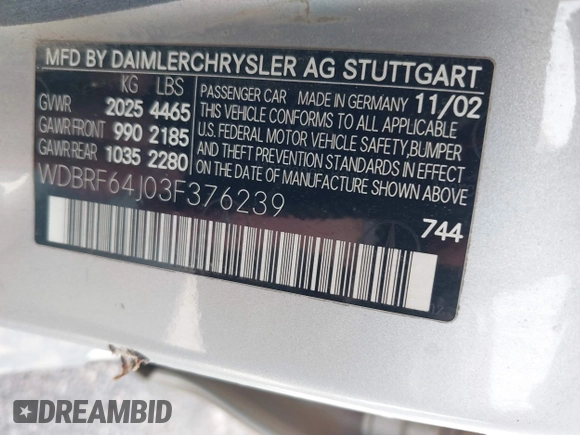 MFD BY DAIMLERCHRYSLER AG STUTTGART
KG LBS
GVWR 2025 4465
GAWR FRONT 990 2185
GAWR REAR 1035 2280
PASSENGER CAR MADE IN GERMANY 11/02
THIS VEHICLE CONFORMS TO ALL APPLICABLE
U.S. FEDERAL MOTOR VEHICLE SAFETY,BUMPER
AND THEFT PREVENTION STANDARDS IN EFFECT
ON THE DATE OF MANUFACTURE SHOWN ABOVE
WDBRF64J03F376239
744
DREAMBID